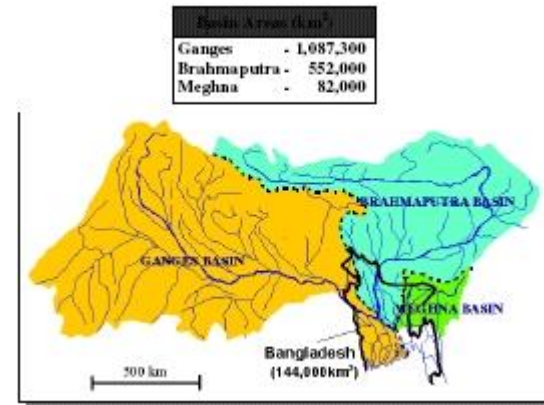 Basin Areas (km²)
Ganges - 1,087,300
Brahmaputra - 552,000
Meghna - 82,000
BRAHMAPUTRA BASIN
GANGES BASIN
MEGHNA BASIN
Bangladesh
(144,000km²)
500 km